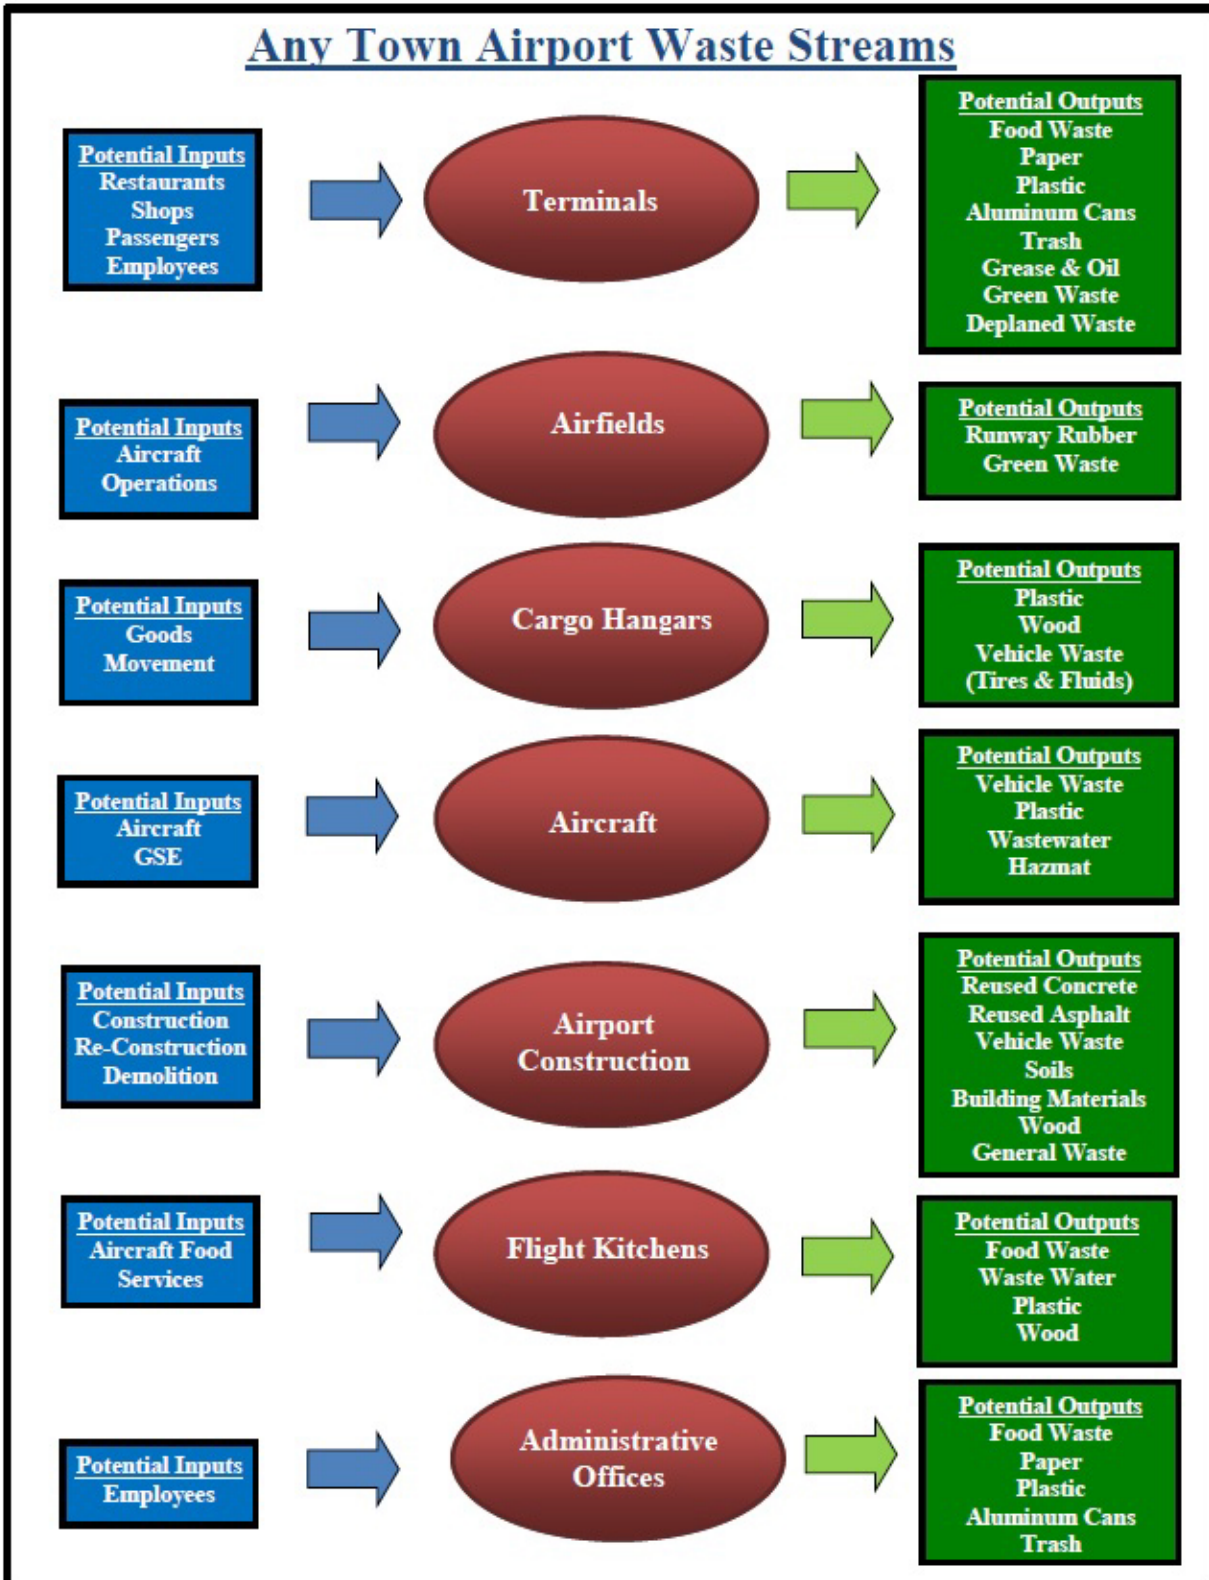 Any Town Airport Waste Streams
Potential Inputs
Restaurants
Shops
Passengers
Employees
Terminals
Potential Outputs
Food Waste
Paper
Plastic
Aluminum Cans
Trash
Grease & Oil
Green Waste
Deplaned Waste
Potential Inputs
Aircraft
Operations
Airfields
Potential Outputs
Runway Rubber
Green Waste
Potential Inputs
Goods
Movement
Cargo Hangars
Potential Outputs
Plastic
Wood
Vehicle Waste
(Tires & Fluids)
Potential Inputs
Aircraft
GSE
Aircraft
Potential Outputs
Vehicle Waste
Plastic
Wastewater
Hazmat
Potential Inputs
Construction
Re-Construction
Demolition
Airport
Construction
Potential Outputs
Reused Concrete
Reused Asphalt
Vehicle Waste
Soils
Building Materials
Wood
General Waste
Potential Inputs
Aircraft Food
Services
Flight Kitchens
Potential Outputs
Food Waste
Waste Water
Plastic
Wood
Potential Inputs
Employees
Administrative
Offices
Potential Outputs
Food Waste
Paper
Plastic
Aluminum Cans
Trash